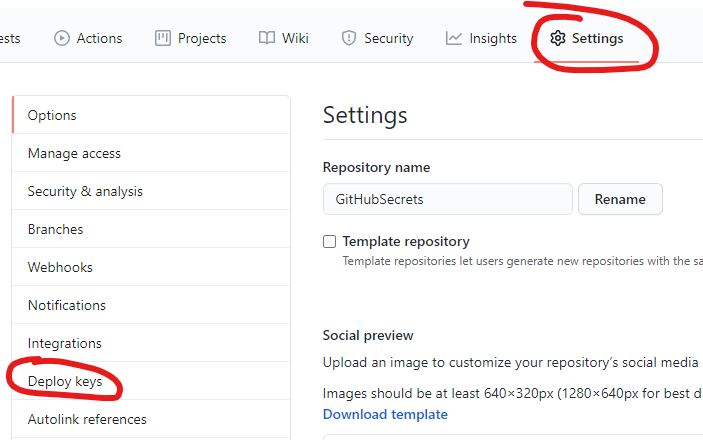 ests Actions Projects Wiki Security Insights Settings
Options
Manage access
Security & analysis
Branches
Webhooks
Notifications
Integrations
Deploy keys
Autolink references
Settings
Repository name
GitHubSecrets Rename
Template repository
Template repositories let users generate new repositories with the sa
Social preview
Upload an image to customize your repository's social media
Images should be at least 640×320px (1280×640px for best d
Download template